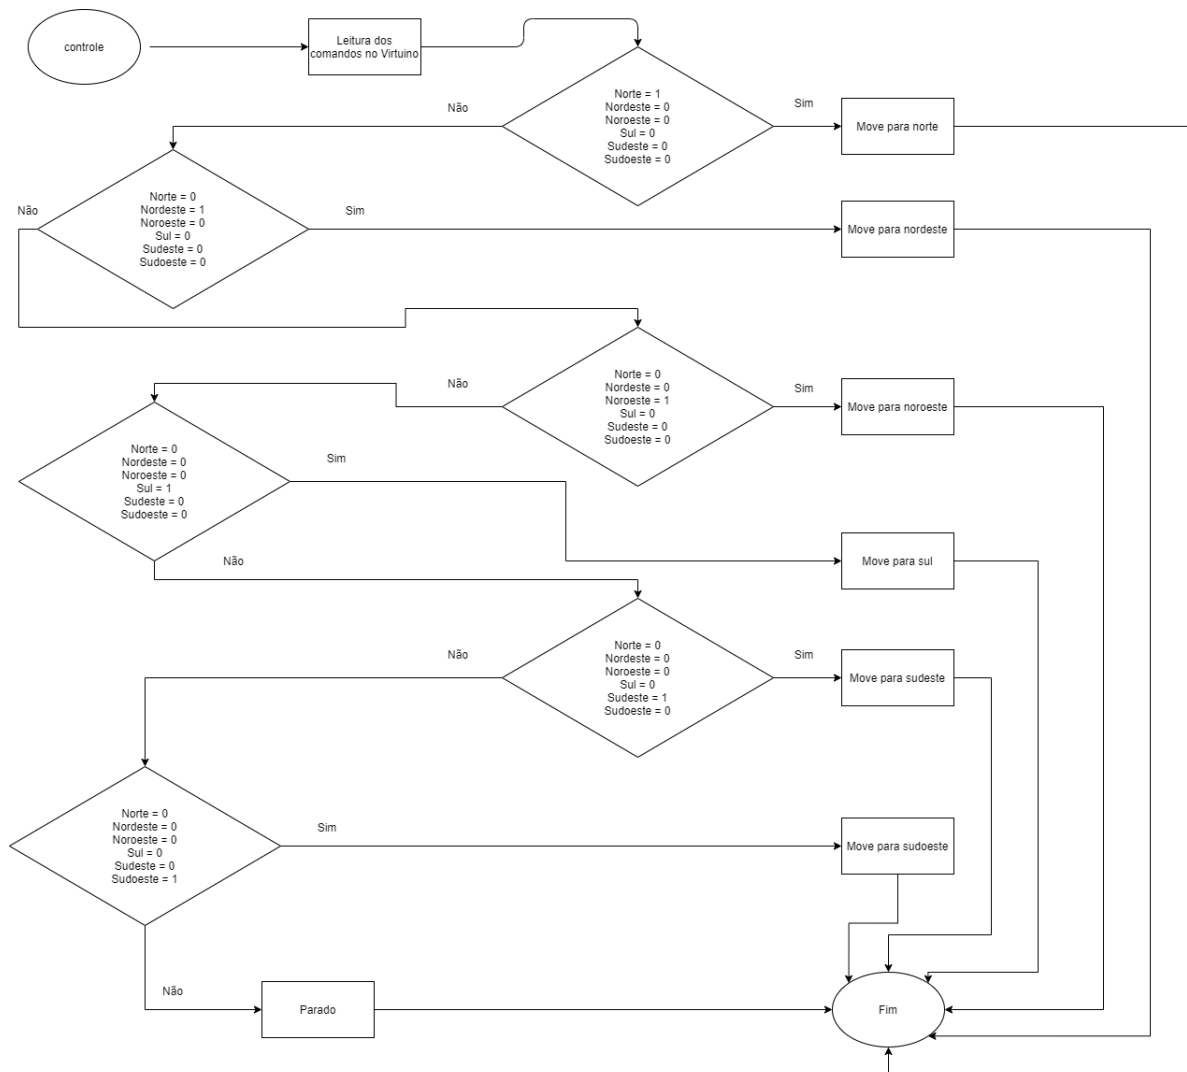 controle
Leitura dos
comandos no Virtuino
Norte = 1
Nordeste = 0
Noroeste = 0
Sul = 0
Sudeste = 0
Sudoeste = 0
Não
Sim
Move para norte
Norte = 0
Nordeste = 1
Noroeste = 0
Sul = 0
Sudeste = 0
Sudoeste = 0
Não
Sim
Move para nordeste
Norte = 0
Nordeste = 0
Noroeste = 1
Sul = 0
Sudeste = 0
Sudoeste = 0
Não
Sim
Move para noroeste
Norte = 0
Nordeste = 0
Noroeste = 0
Sul = 1
Sudeste = 0
Sudoeste = 0
Sim
Não
Move para sul
Norte = 0
Nordeste = 0
Noroeste = 0
Sul = 0
Sudeste = 1
Sudoeste = 0
Não
Sim
Move para sudeste
Norte = 0
Nordeste = 0
Noroeste = 0
Sul = 0
Sudeste = 0
Sudoeste = 1
Sim
Move para sudoeste
Não
Parado
Fim